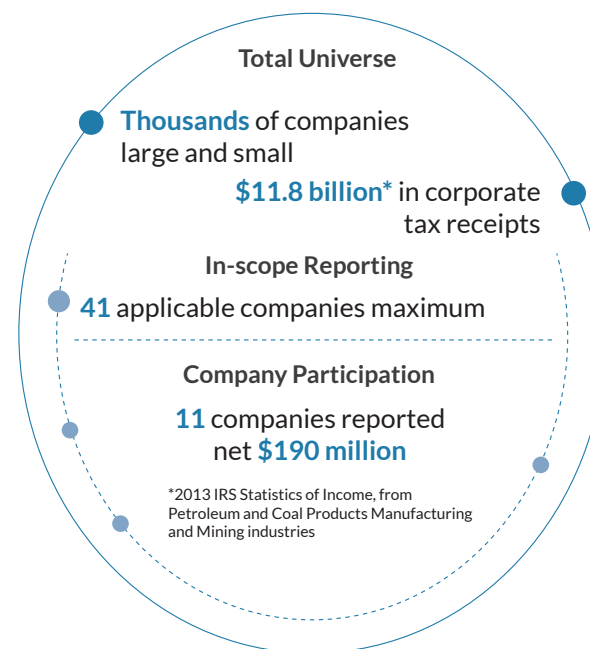 Total Universe
Thousands of companies
large and small
$11.8 billion* in corporate
tax receipts
In-scope Reporting
41 applicable companies maximum
Company Participation
11 companies reported
net $190 million
*2013 IRS Statistics of Income, from
Petroleum and Coal Products Manufacturing
and Mining industries